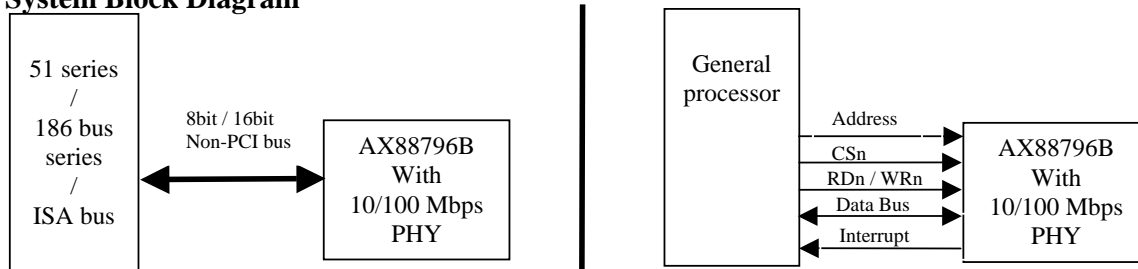 System Block Diagram
51 series
/
186 bus
series
/
ISA bus
8bit / 16bit
Non-PCI bus
AX88796B
With
10/100 Mbps
PHY
General
processor
Address
CSn
RDn / WRn
Data Bus
Interrupt
AX88796B
With
10/100 Mbps
PHY